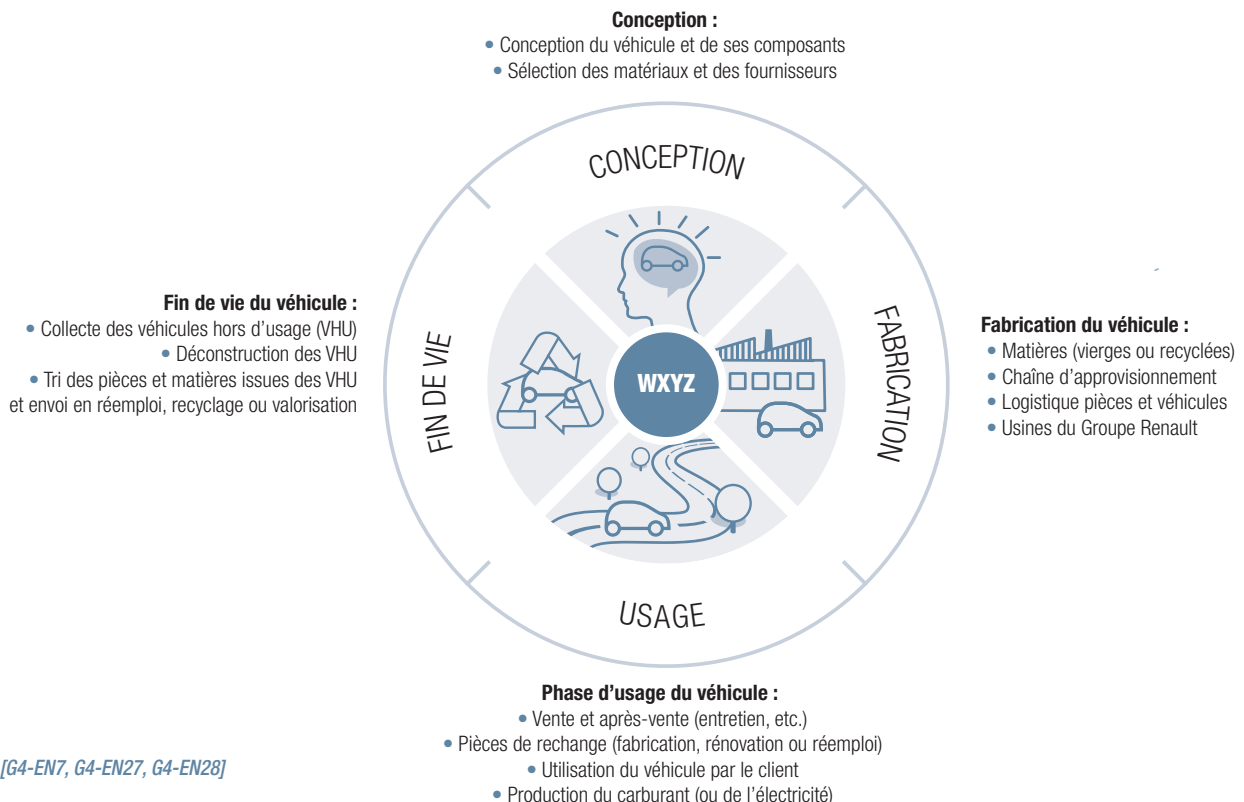 Conception :
• Conception du véhicule et de ses composants
• Sélection des matériaux et des fournisseurs
CONCEPTION
Fin de vie du véhicule :
• Collecte des véhicules hors d'usage (VHU)
• Déconstruction des VHU
• Tri des pièces et matières issues des VHU
et envoi en réemploi, recyclage ou valorisation
FIN DE VIE
WXYZ
FABRICATION
Fabrication du véhicule :
• Matières (vierges ou recyclées)
• Chaîne d'approvisionnement
• Logistique pièces et véhicules
• Usines du Groupe Renault
USAGE
Phase d'usage du véhicule :
• Vente et après-vente (entretien, etc.)
• Pièces de rechange (fabrication, rénovation ou réemploi)
• Utilisation du véhicule par le client
• Production du carburant (ou de l'électricité)
[G4-EN7, G4-EN27, G4-EN28]